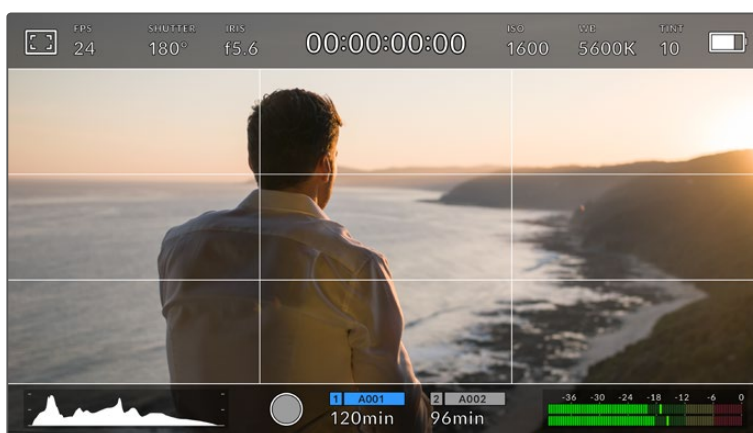 FPS SHUTTER IRIS ISO WB TINT
24 180° f5.6 00:00:00:00 1600 5600K 10
1 A001 2 A002
120min 96min
-36 -30 -24 -18 -12 -6 0